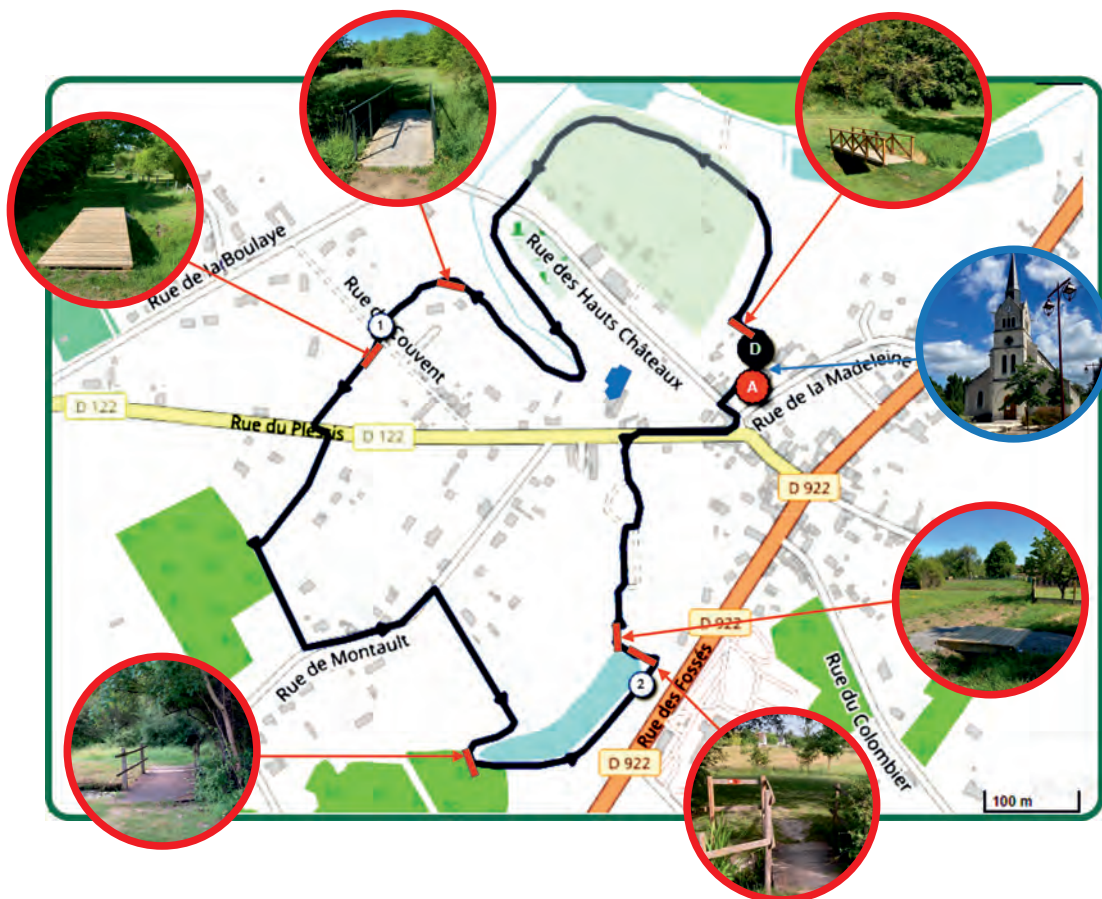 Rue de la Boulaye
Rue du Couvent
Rue des Hauts Châteaux
1
D
A
Rue de la Madeleine
D 122
Rue du Plessis
D 122
D 922
D 922
Rue de Montault
2
Rue des Fossés
Rue du Colombier
D 922
100 m